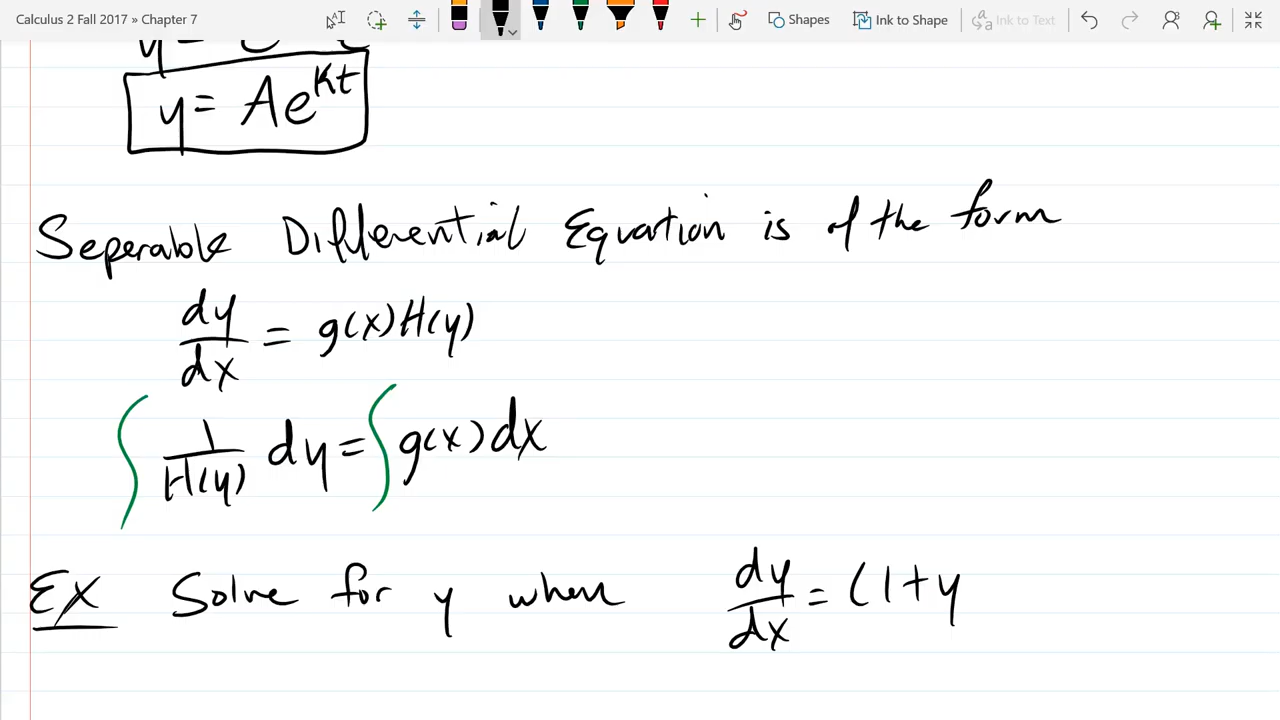 Calculus 2 Fall 2017 » Chapter 7
Shapes
Ink to Shape
Ink to Text
y =
y = Ae^{kt}
Seperable Differential Equation is of the form
dy/dx = g(x)H(y)
∫ 1/H(y) dy = ∫ g(x)dx
EX Solve for y when dy/dx = (1+y